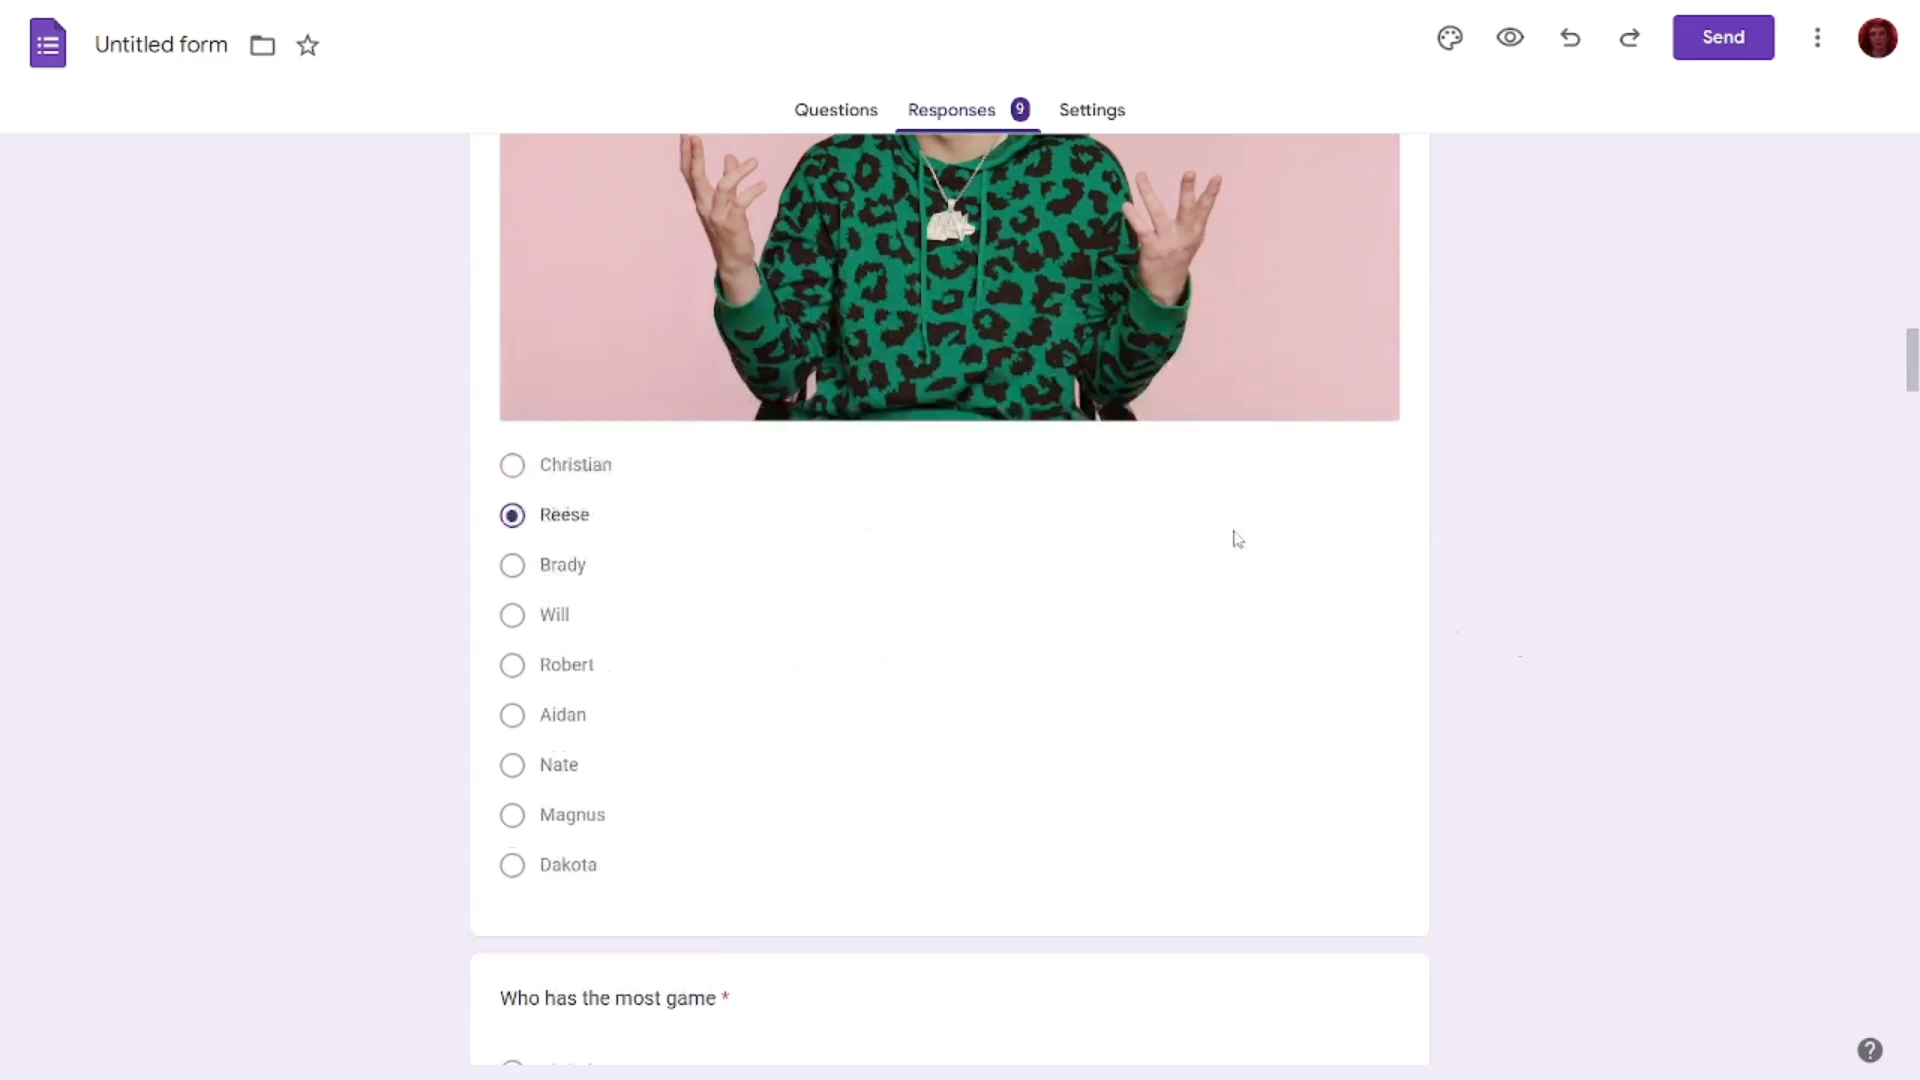 Untitled form
Send
Questions
Responses 9
Settings
Christian
Reese
Brady
Will
Robert
Aidan
Nate
Magnus
Dakota
Who has the most game *